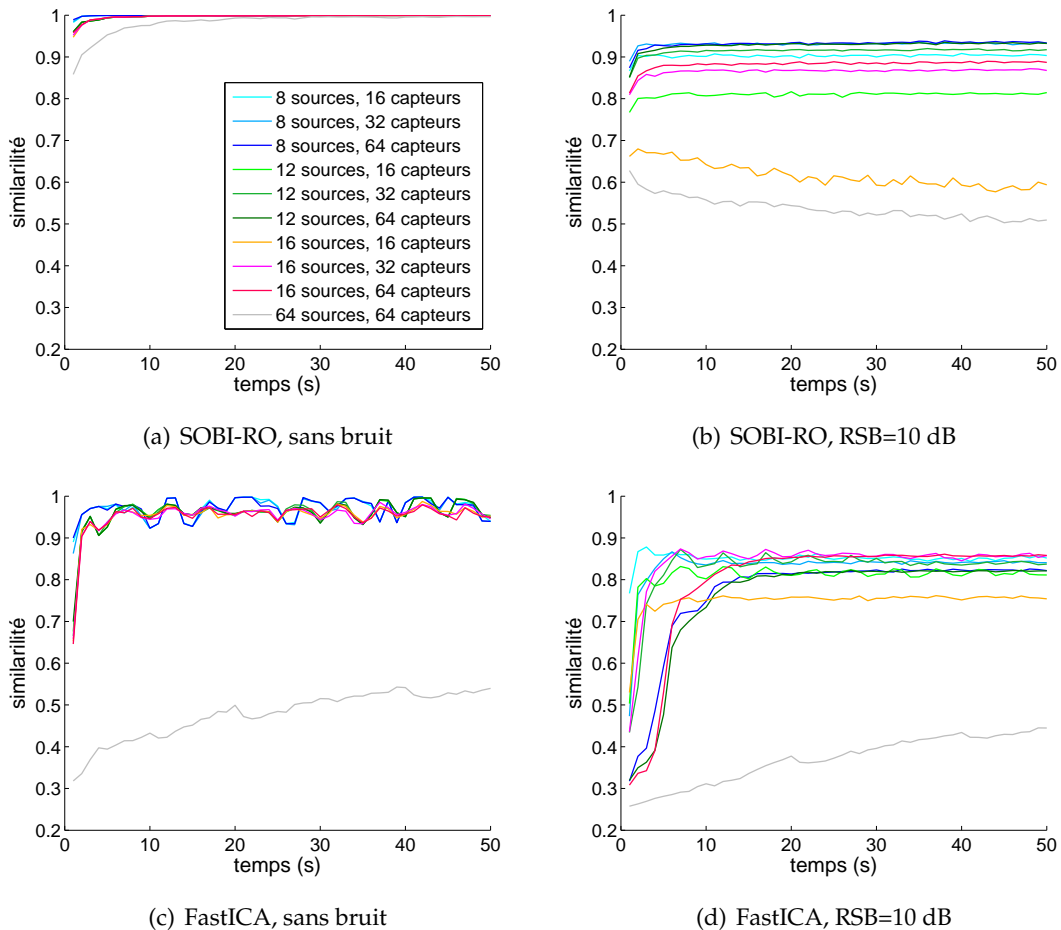 1
0.9
0.8
0.7
0.6
0.5
0.4
0.3
0.2
similarilité
0 10 20 30 40 50
temps (s)
8 sources, 16 capteurs
8 sources, 32 capteurs
8 sources, 64 capteurs
12 sources, 16 capteurs
12 sources, 32 capteurs
12 sources, 64 capteurs
16 sources, 16 capteurs
16 sources, 32 capteurs
16 sources, 64 capteurs
64 sources, 64 capteurs
(a) SOBI-RO, sans bruit
1
0.9
0.8
0.7
0.6
0.5
0.4
0.3
0.2
similarilité
0 10 20 30 40 50
temps (s)
(b) SOBI-RO, RSB=10 dB
1
0.9
0.8
0.7
0.6
0.5
0.4
0.3
0.2
similarilité
0 10 20 30 40 50
temps (s)
(c) FastICA, sans bruit
1
0.9
0.8
0.7
0.6
0.5
0.4
0.3
0.2
similarilité
0 10 20 30 40 50
temps (s)
(d) FastICA, RSB=10 dB